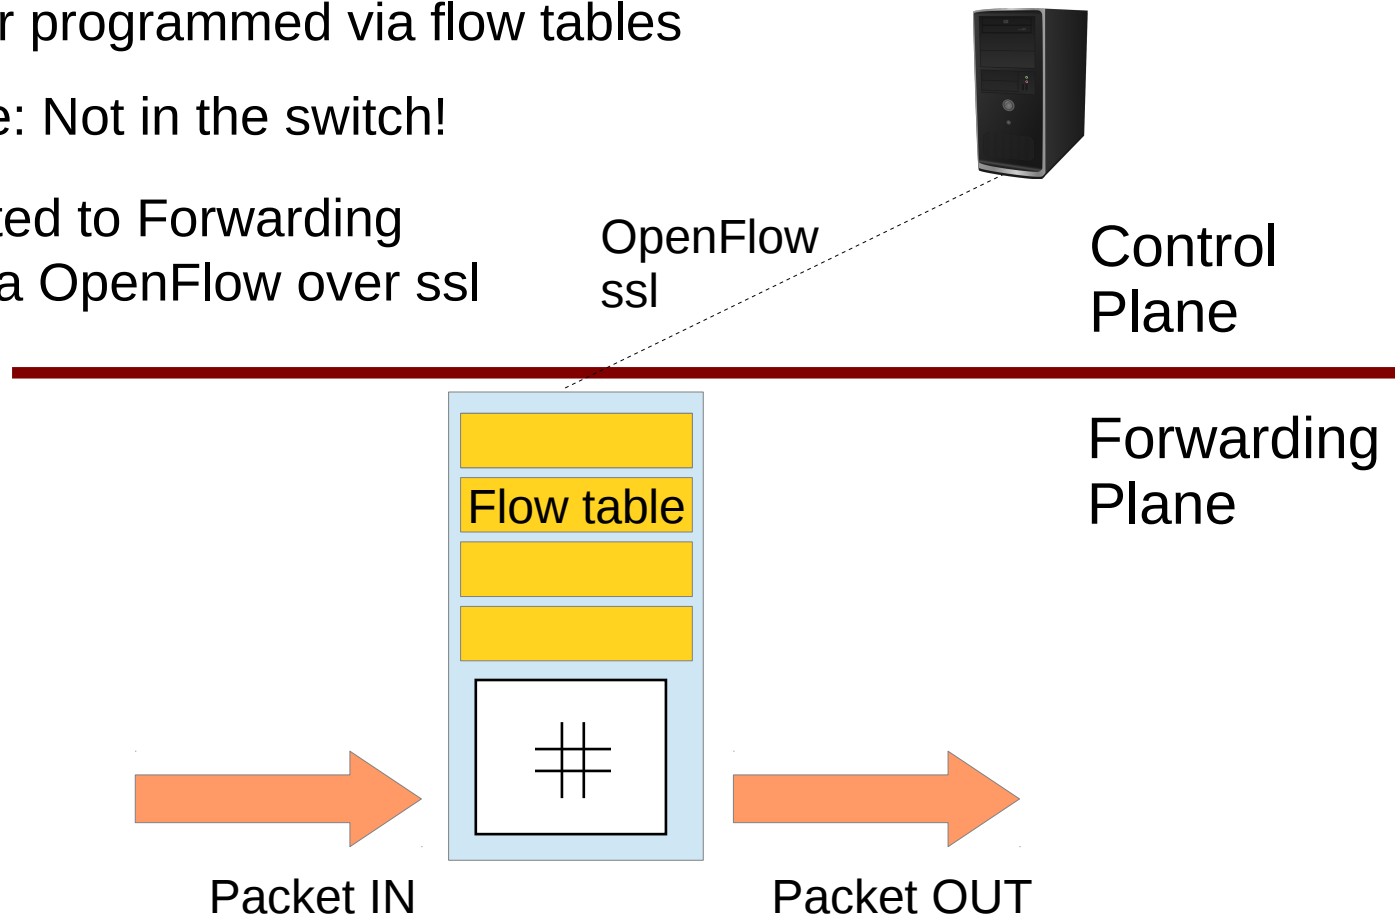 r programmed via flow tables
e: Not in the switch!
ted to Forwarding
a OpenFlow over ssl
OpenFlow
ssl
Control
Plane
Forwarding
Plane
Flow table
Packet IN
Packet OUT